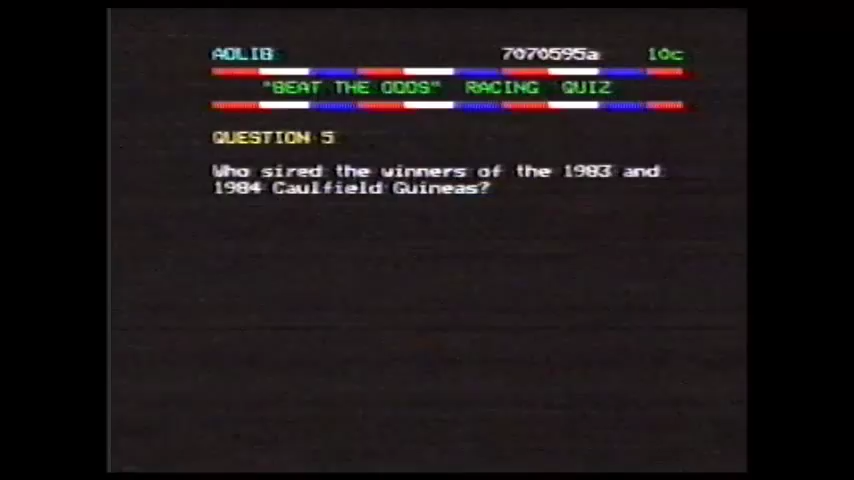 ADLIB 7070595a 10c
"BEAT THE ODDS" RACING QUIZ
QUESTION 5
Who sired the winners of the 1983 and
1984 Caulfield Guineas?